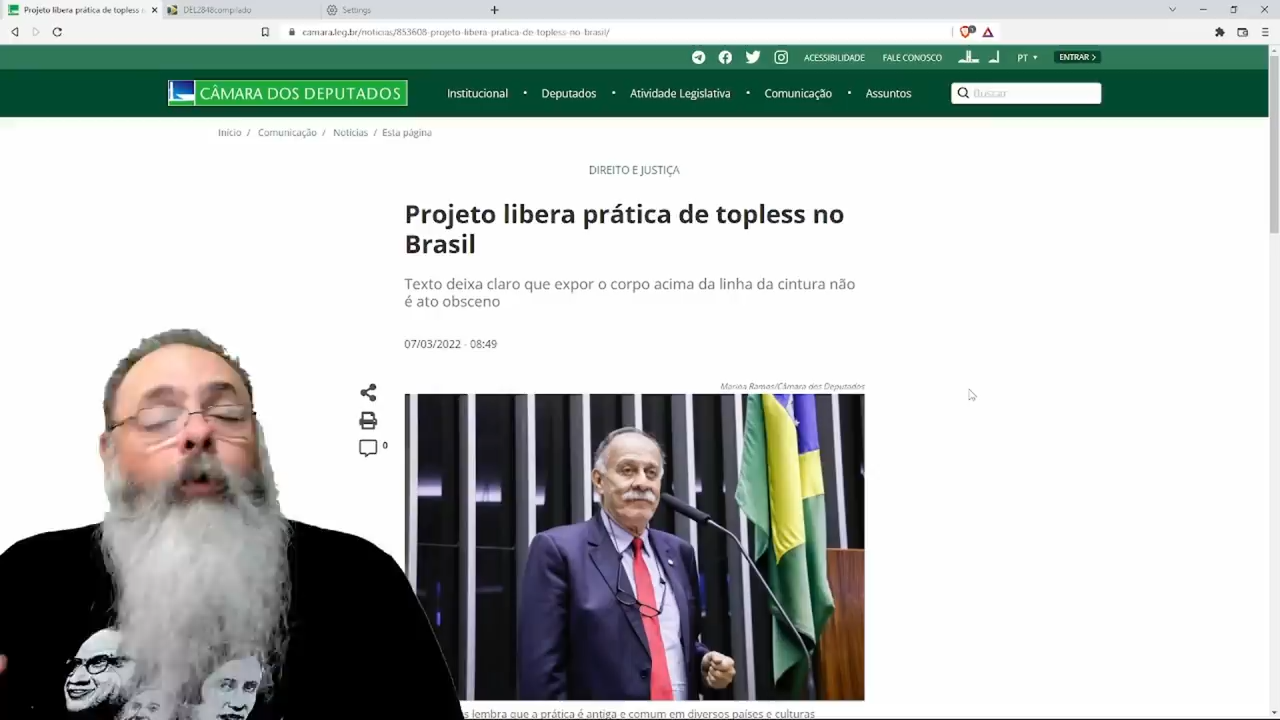 Projeto libera prática de topless n
DEL2848compilado
Settings
camara.leg.br/noticias/853608-projeto-libera-pratica-de-topless-no-brasil/
ACESSIBILIDADE
FALE CONOSCO
PT
ENTRAR >
CÂMARA DOS DEPUTADOS
Institucional • Deputados • Atividade Legislativa • Comunicação • Assuntos
Buscar
Início / Comunicação / Notícias / Esta página
DIREITO E JUSTIÇA
Projeto libera prática de topless no
Brasil
Texto deixa claro que expor o corpo acima da linha da cintura não
é ato obsceno
07/03/2022 - 08:49
Marina Ramos/Câmara dos Deputados
0
s lembra que a prática é antiga e comum em diversos países e culturas